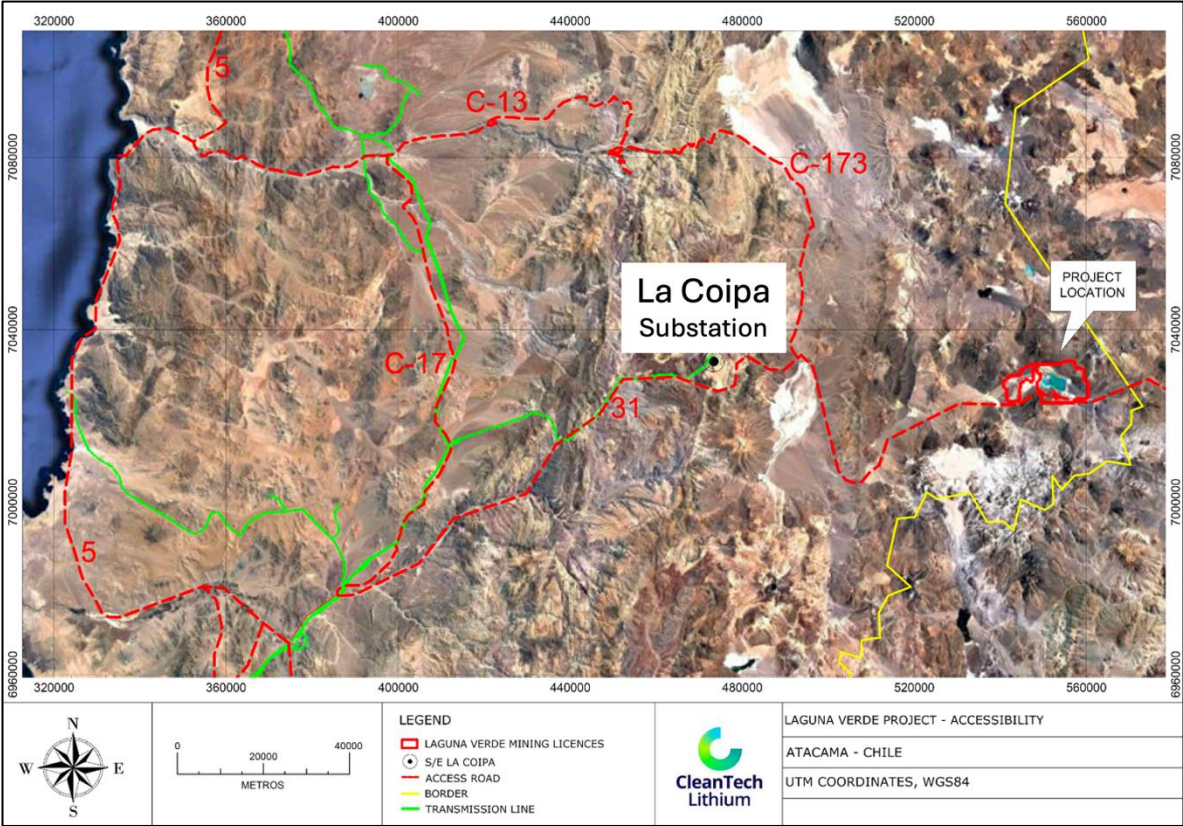 320000 360000 400000 440000 480000 520000 560000
5
C-13
7080000
7080000
C-173
PROJECT
LOCATION
La Coipa
Substation
7040000
7040000
C-17
31
7000000
7000000
5
6960000
6960000
320000 360000 400000 440000 480000 520000 560000
N
W E
S
0 20000 40000
METROS
LEGEND
LAGUNA VERDE MINING LICENCES
S/E LA COIPA
ACCESS ROAD
BORDER
TRANSMISSION LINE
CleanTech
Lithium
LAGUNA VERDE PROJECT - ACCESSIBILITY
ATACAMA - CHILE
UTM COORDINATES, WGS84